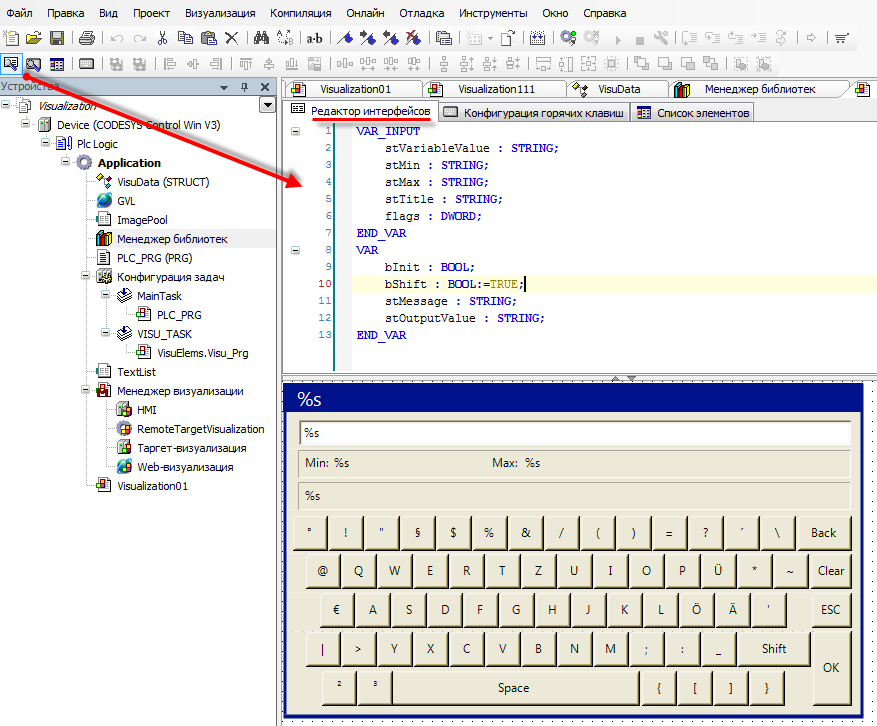 Файл Правка Вид Проект Визуализация Компиляция Онлайн Отладка Инструменты Окно Справка
Устройств
Visualization
Device (CODESYS Control Win V3)
Plc Logic
Application
VisuData (STRUCT)
GVL
ImagePool
Менеджер библиотек
PLC_PRG (PRG)
Конфигурация задач
MainTask
PLC_PRG
VISU_TASK
VisuElems.Visu_Prg
TextList
Менеджер визуализации
HMI
RemoteTargetVisualization
Таргет-визуализация
Web-визуализация
Visualization01
Visualization01 Visualization111 VisuData Менеджер библиотек
Редактор интерфейсов Конфигурация горячих клавиш Список элементов
1 VAR_INPUT
2 stVariableValue : STRING;
3 stMin : STRING;
4 stMax : STRING;
5 stTitle : STRING;
6 flags : DWORD;
7 END_VAR
8 VAR
9 bInit : BOOL;
10 bShift : BOOL:=TRUE;
11 stMessage : STRING;
12 stOutputValue : STRING;
13 END_VAR
%s
%s
Min: %s Max: %s
%s
° ! " § $ % & / ( ) = ? ´ \ Back
@ Q W E R T Z U I O P Ü * ~ Clear
€ A S D F G H J K L Ö Ä ' ESC
| > Y X C V B N M ; : _ Shift
OK
² ³ Space { [ ] }